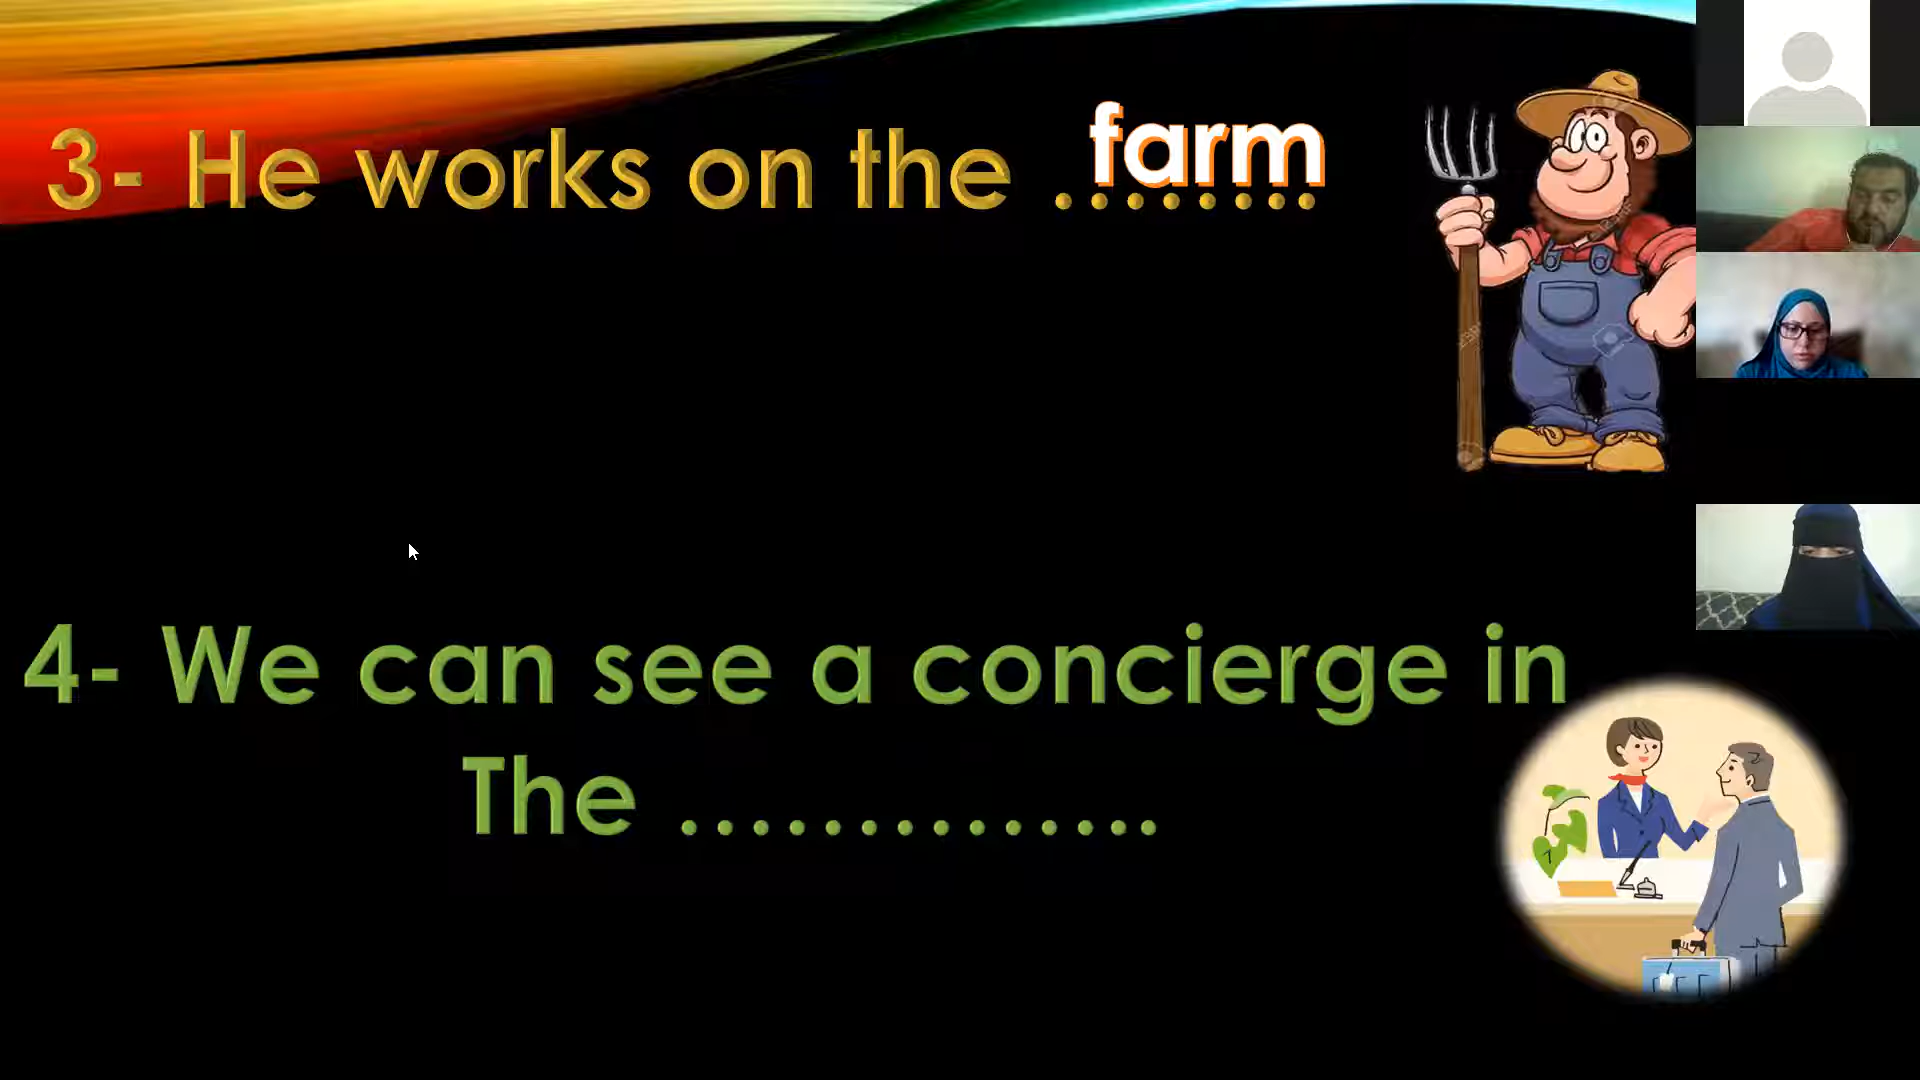 3- He works on the ........ farm
4- We can see a concierge in
The ..............